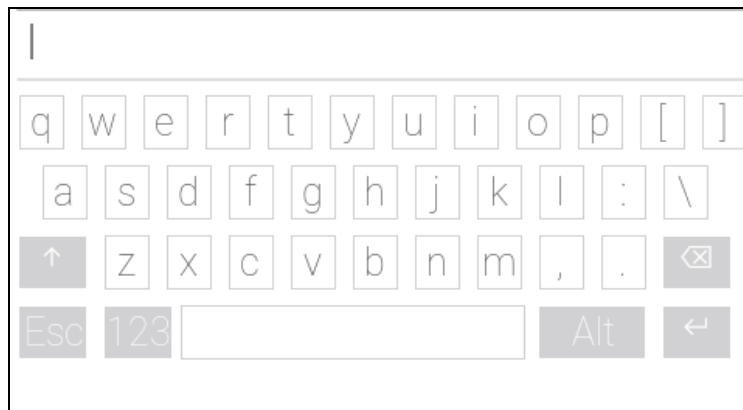 q w e r t y u i o p [ ]
a s d f g h j k l : \
↑ z x c v b n m , .
Esc 123 Alt